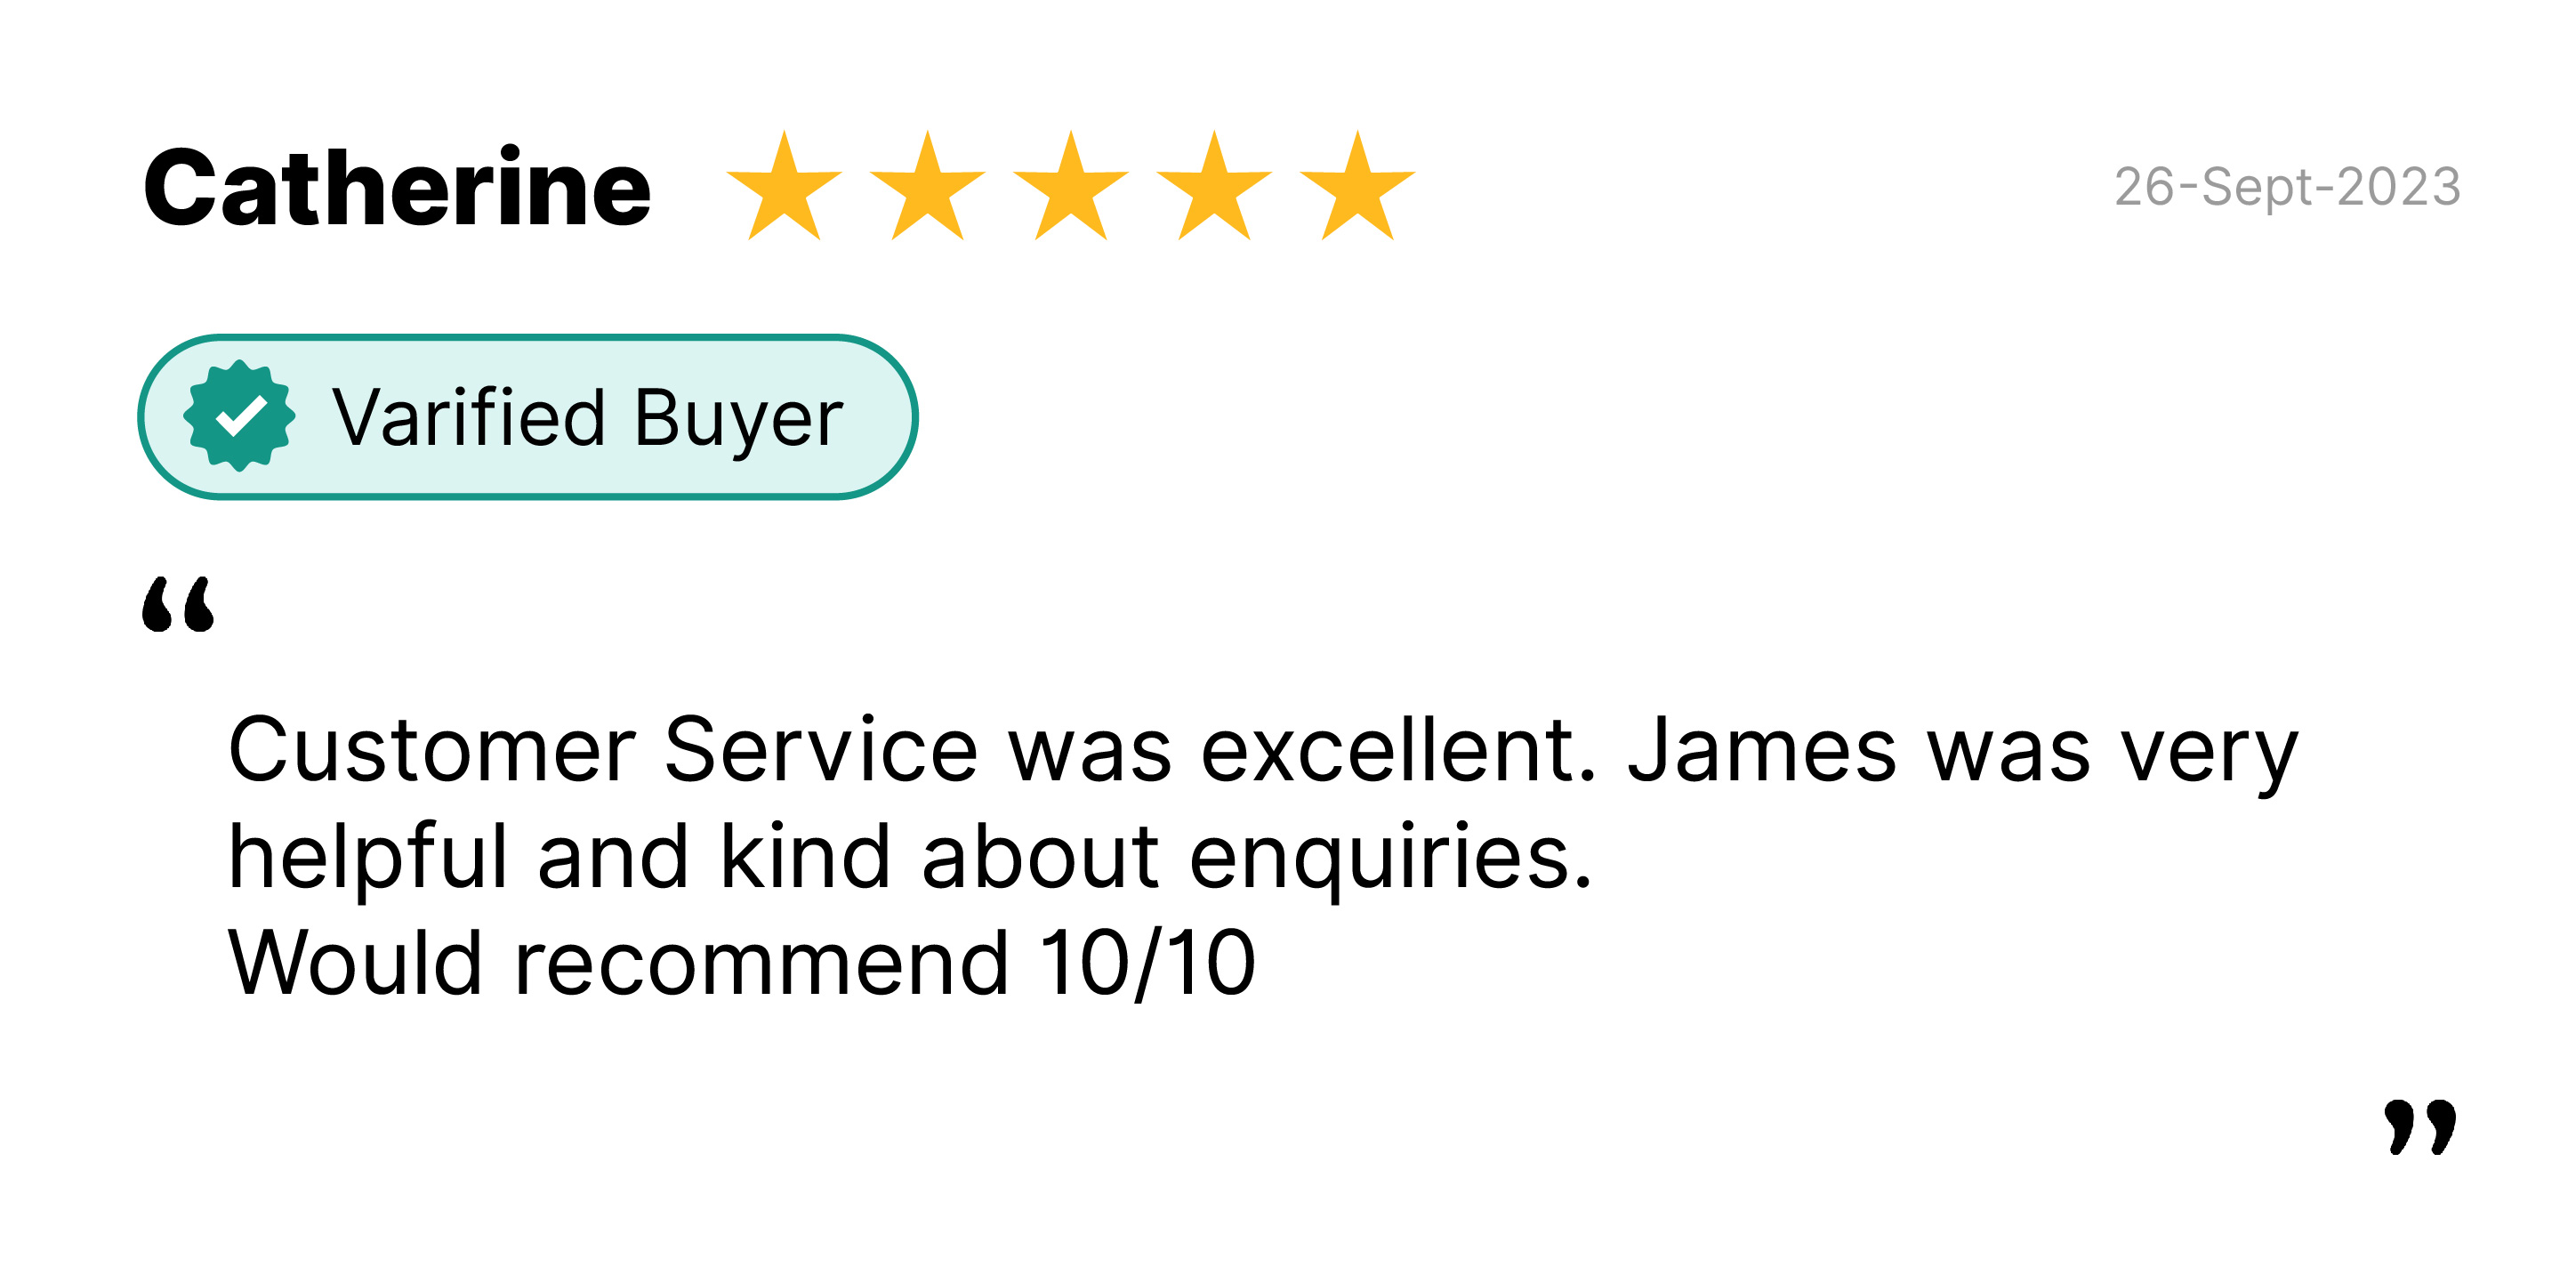 Catherine
26-Sept-2023
Varified Buyer
“
Customer Service was excellent. James was very
helpful and kind about enquiries.
Would recommend 10/10
”